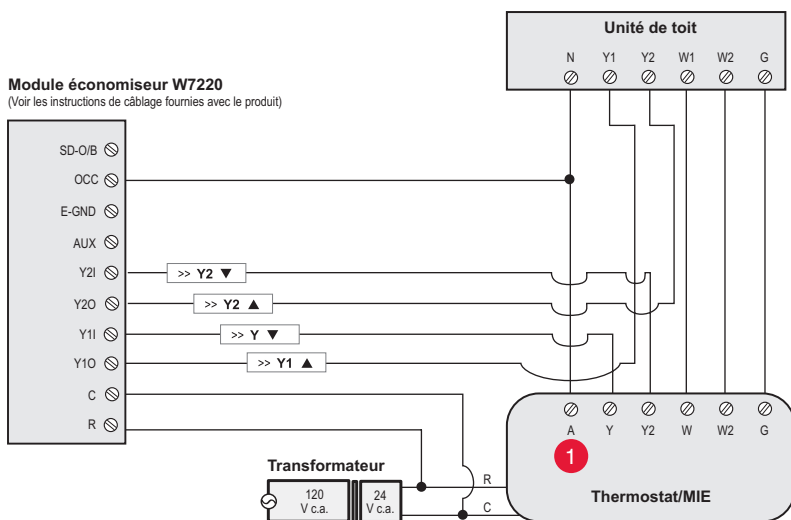 Unité de toit
N Y1 Y2 W1 W2 G
Module économiseur W7220
(Voir les instructions de câblage fournies avec le produit)
SD-O/B
OCC
E-GND
AUX
Y2I
>> Y2 ▼
Y2O
>> Y2 ▲
Y1I
>> Y ▼
Y1O
>> Y1 ▲
C
R
A Y Y2 W W2 G
1
Transformateur
120
V c.a.
24
V c.a.
R
C
Thermostat/MIE